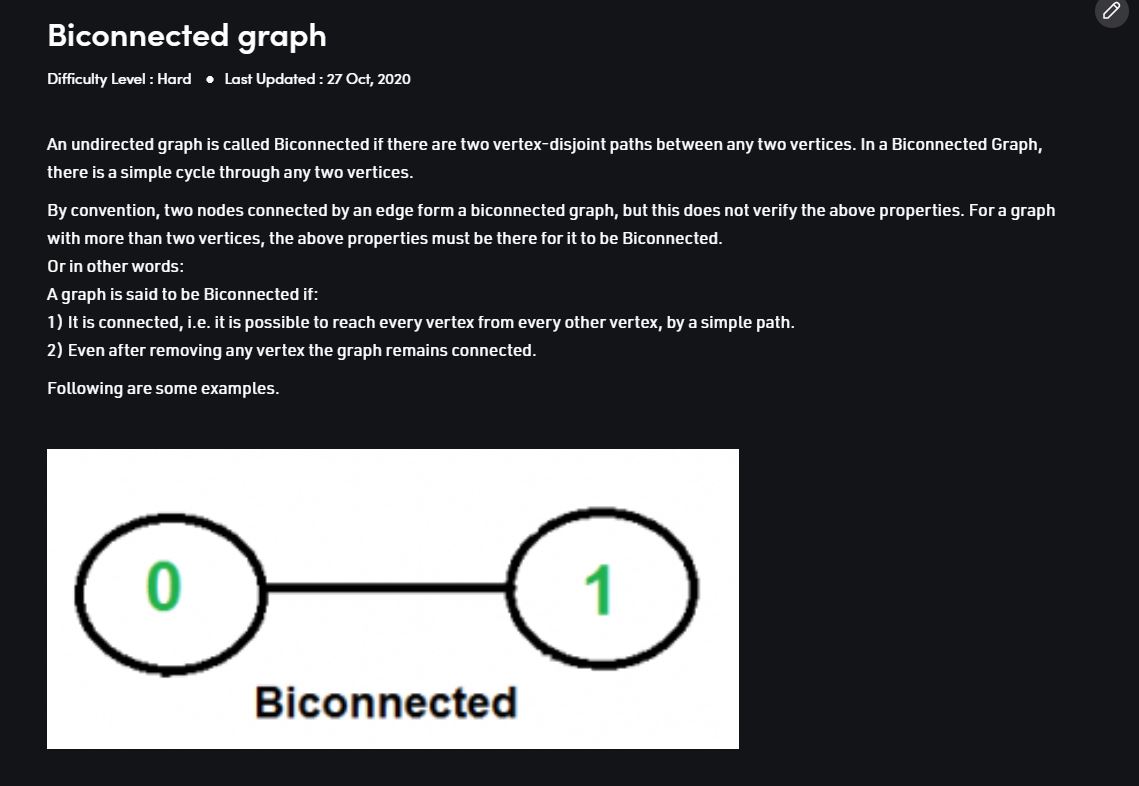 Biconnected graph
Difficulty Level : Hard ● Last Updated : 27 Oct, 2020
An undirected graph is called Biconnected if there are two vertex-disjoint paths between any two vertices. In a Biconnected Graph,
there is a simple cycle through any two vertices.
By convention, two nodes connected by an edge form a biconnected graph, but this does not verify the above properties. For a graph
with more than two vertices, the above properties must be there for it to be Biconnected.
Or in other words:
A graph is said to be Biconnected if:
1) It is connected, i.e. it is possible to reach every vertex from every other vertex, by a simple path.
2) Even after removing any vertex the graph remains connected.
Following are some examples.
0 1
Biconnected